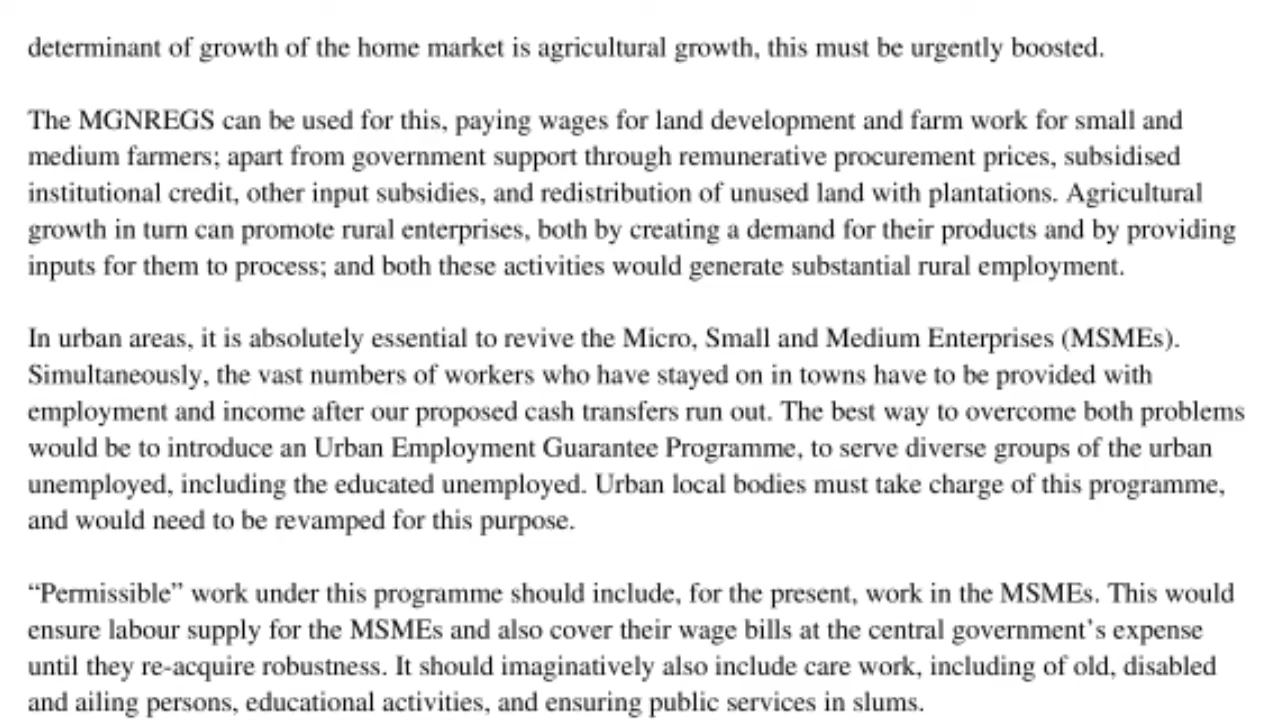 determinant of growth of the home market is agricultural growth, this must be urgently boosted.
The MGNREGS can be used for this, paying wages for land development and farm work for small and
medium farmers; apart from government support through remunerative procurement prices, subsidised
institutional credit, other input subsidies, and redistribution of unused land with plantations. Agricultural
growth in turn can promote rural enterprises, both by creating a demand for their products and by providing
inputs for them to process; and both these activities would generate substantial rural employment.
In urban areas, it is absolutely essential to revive the Micro, Small and Medium Enterprises (MSMEs).
Simultaneously, the vast numbers of workers who have stayed on in towns have to be provided with
employment and income after our proposed cash transfers run out. The best way to overcome both problems
would be to introduce an Urban Employment Guarantee Programme, to serve diverse groups of the urban
unemployed, including the educated unemployed. Urban local bodies must take charge of this programme,
and would need to be revamped for this purpose.
“Permissible” work under this programme should include, for the present, work in the MSMEs. This would
ensure labour supply for the MSMEs and also cover their wage bills at the central government’s expense
until they re-acquire robustness. It should imaginatively also include care work, including of old, disabled
and ailing persons, educational activities, and ensuring public services in slums.